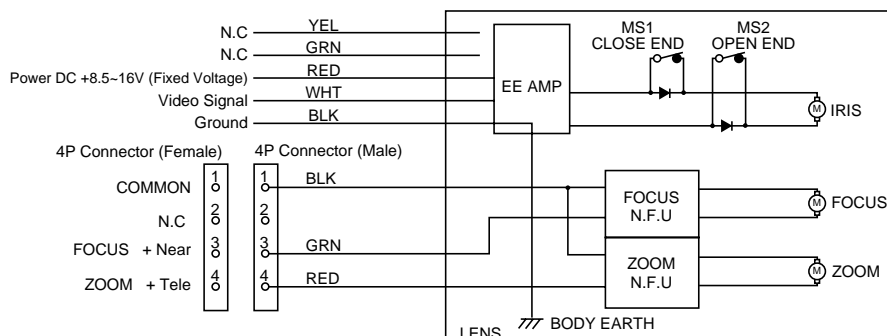 MS1 MS2
CLOSE END OPEN END
N.C YEL
N.C GRN
Power DC +8.5~16V (Fixed Voltage) RED
Video Signal WHT
Ground BLK
EE AMP
M IRIS
4P Connector (Female) 4P Connector (Male)
COMMON 1 1 BLK
N.C 2 2
FOCUS + Near 3 3 GRN
ZOOM + Tele 4 4 RED
FOCUS
N.F.U
M FOCUS
ZOOM
N.F.U
M ZOOM
LENS
BODY EARTH